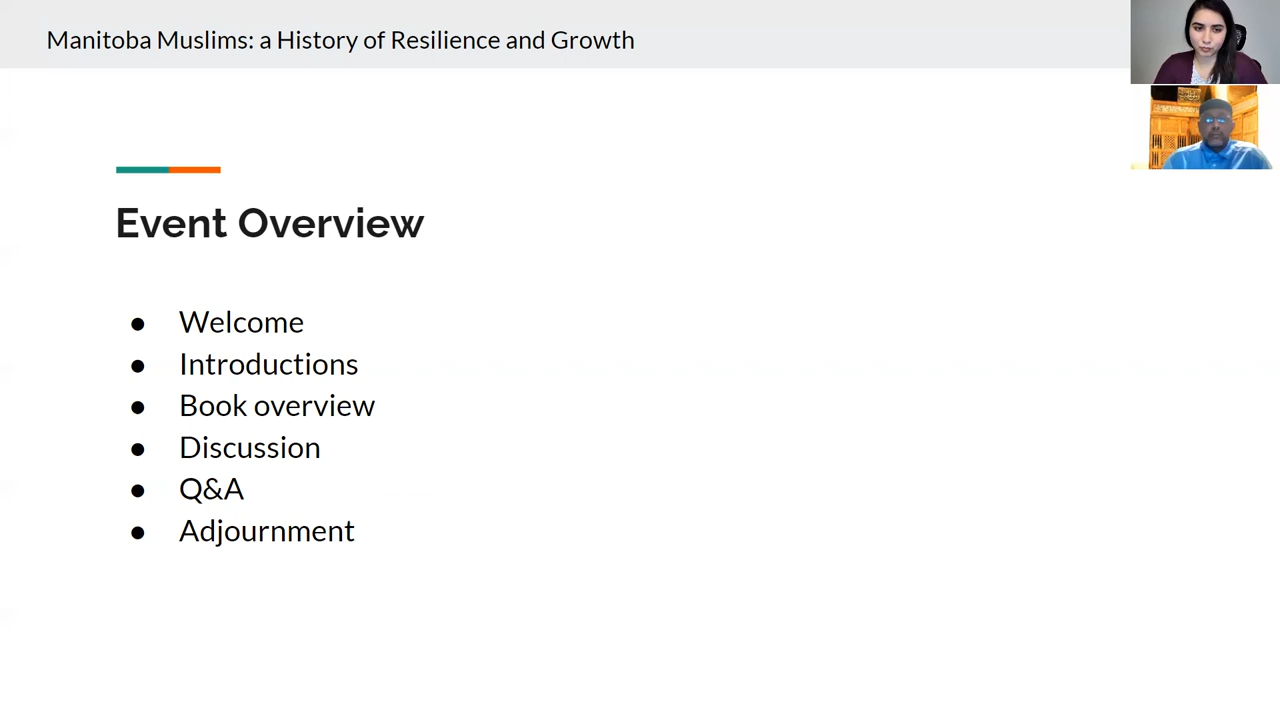 Manitoba Muslims: a History of Resilience and Growth
Event Overview
● Welcome
● Introductions
● Book overview
● Discussion
● Q&A
● Adjournment